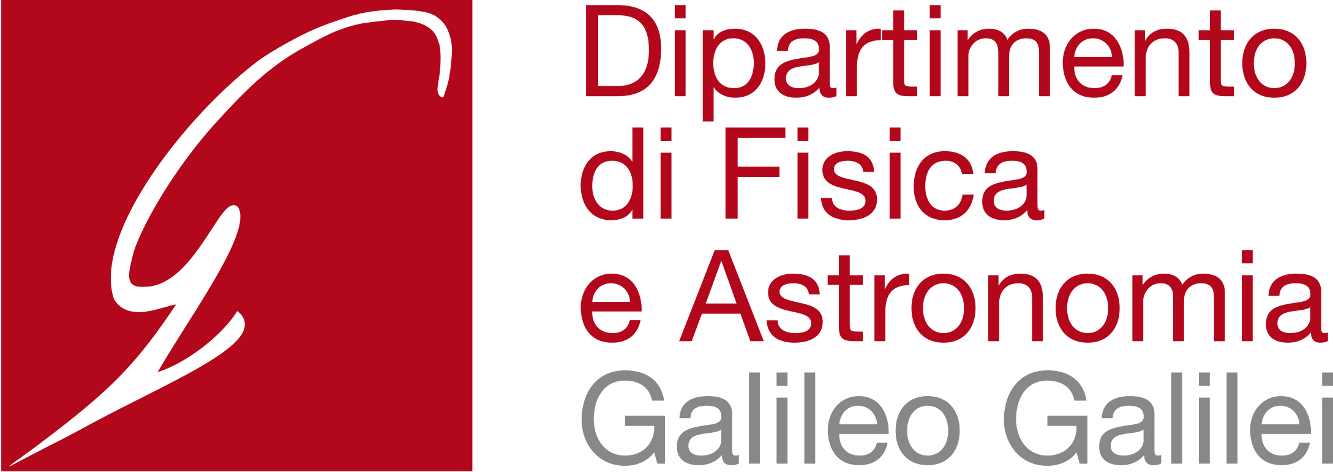 Dipartimento
di Fisica
e Astronomia
Galileo Galilei